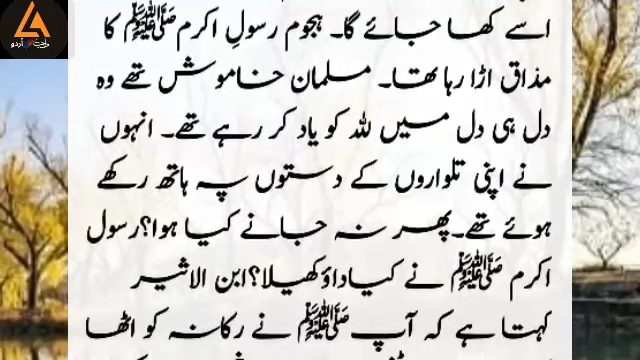 اسے کھا جائے گا۔ ہجوم رسولِ اکرم ﷺ کا
مذاق اڑا رہا تھا۔ مسلمان خاموش تھے وہ
دل ہی دل میں للہ کو یاد کر رہے تھے۔ انہوں
نے اپنی تلواروں کے دستوں پہ ہاتھ رکھے
ہوئے تھے۔ پھر نہ جانے کیا ہوا؟ رسول
اکرم ﷺ نے کیا داؤ کھیلا؟ ابن الاثیر
کہتا ہے کہ آپ ﷺ نے رکانہ کو اٹھا